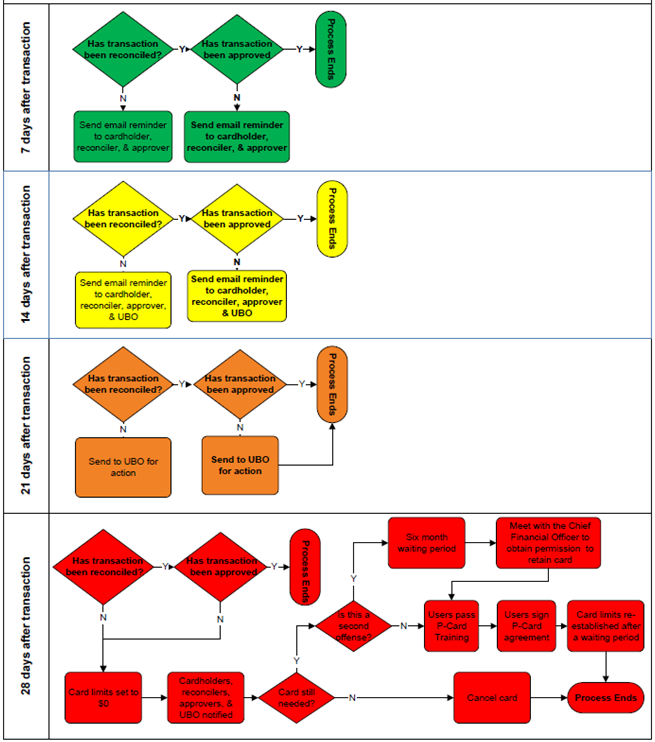 7 days after transaction
Has transaction
been reconciled?
Y
Has transaction
been approved
Y
Process Ends
N
N
Send email reminder
to cardholder,
reconciler, & approver
Send email reminder
to cardholder,
reconciler, & approver
14 days after transaction
Has transaction
been reconciled?
Y
Has transaction
been approved
Y
Process Ends
N
N
Send email reminder
to cardholder,
reconciler, approver,
& UBO
Send email reminder
to cardholder,
reconciler, approver
& UBO
21 days after transaction
Has transaction
been reconciled?
Y
Has transaction
been approved
Y
Process Ends
N
N
Send to UBO for
action
Send to UBO
for action
28 days after transaction
Has transaction
been reconciled?
Y
Has transaction
been approved
Y
Process Ends
N
N
Six month
waiting period
Meet with the Chief
Financial Officer to
obtain permission to
retain card
Y
Is this a
second
offense?
N
Users pass
P-Card
Training
Users sign
P-Card
agreement
Card limits re-
established after
a waiting period
Y
Card limits set to
$0
Cardholders,
reconcilers,
approvers, &
UBO notified
Card still
needed?
N
Cancel card
Process Ends